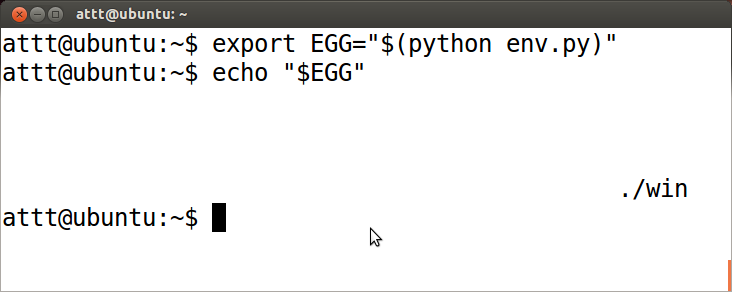 attt@ubuntu: ~
attt@ubuntu:~$ export EGG="$(python env.py)"
attt@ubuntu:~$ echo "$EGG"
./win
attt@ubuntu:~$